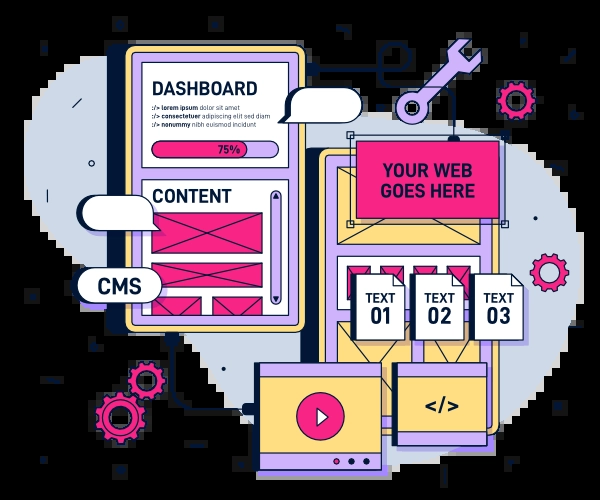 DASHBOARD
:/> lorem ipsum dolor sit amet
:/> consectetuer adipiscing elit sed diam
:/> nonummy nibh euismod incidunt
75%
CONTENT
CMS
YOUR WEB
GOES HERE
TEXT
01
TEXT
02
TEXT
03
</>